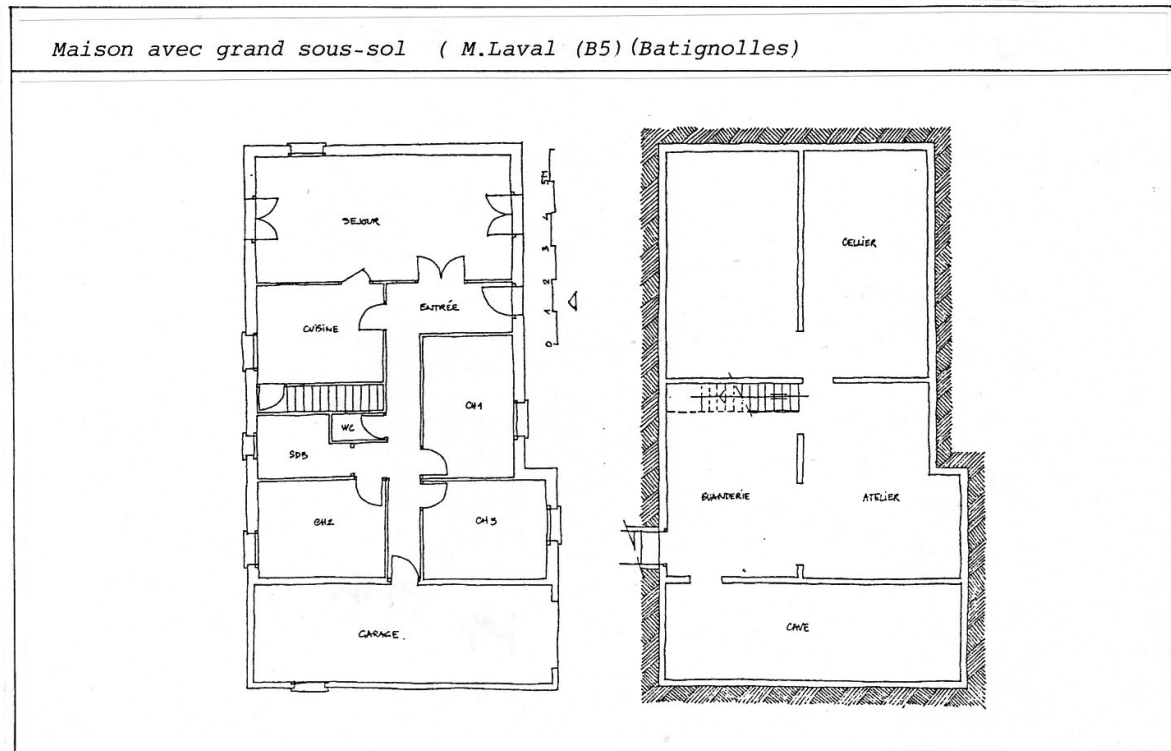 Maison avec grand sous-sol ( M.Laval (B5) (Batignolles)
SEJOUR
5M
4
3
2
1
0
ENTRÉE
CUISINE
CH1
WC
SDB
CH2
CH3
GARAGE.
CELLIER
BUANDERIE
ATELIER
CAVE